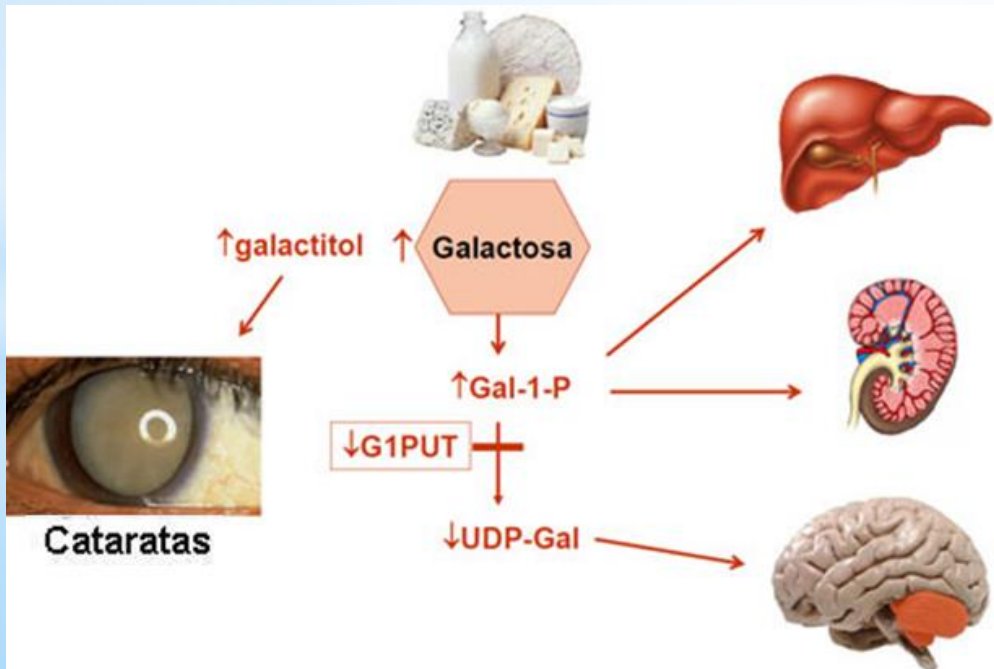 ↑galactitol
↑ Galactosa
↑Gal-1-P
↓G1PUT
↓UDP-Gal
Cataratas